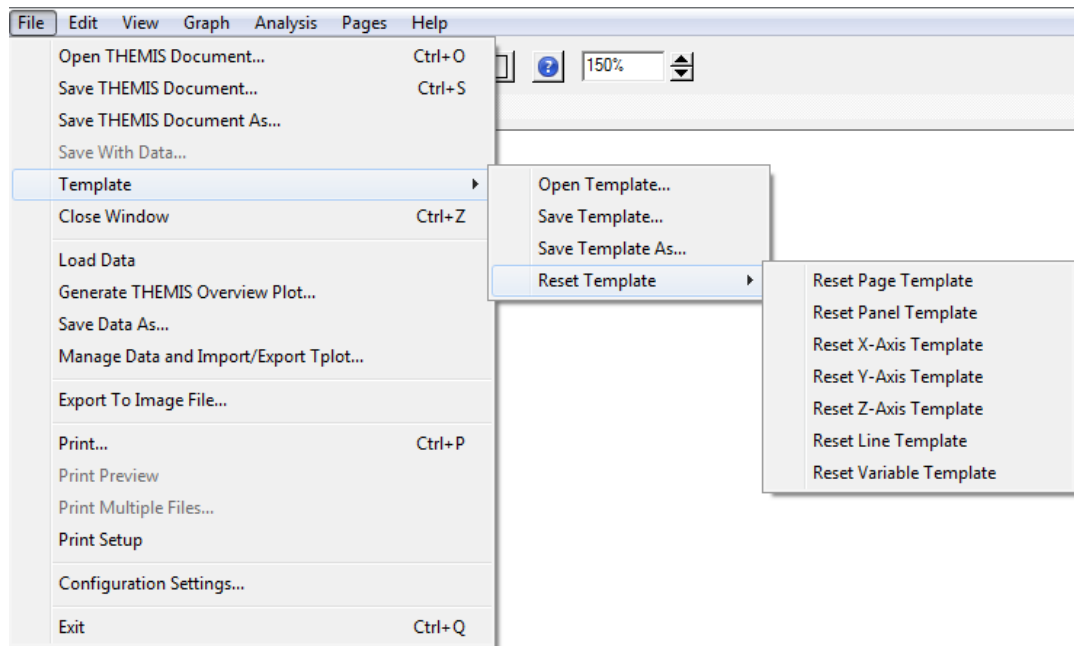 File Edit View Graph Analysis Pages Help
150%
Open THEMIS Document... Ctrl+O
Save THEMIS Document... Ctrl+S
Save THEMIS Document As...
Save With Data...
Template
Close Window Ctrl+Z
Load Data
Generate THEMIS Overview Plot...
Save Data As...
Manage Data and Import/Export Tplot...
Export To Image File...
Print... Ctrl+P
Print Preview
Print Multiple Files...
Print Setup
Configuration Settings...
Exit Ctrl+Q
Open Template...
Save Template...
Save Template As...
Reset Template
Reset Page Template
Reset Panel Template
Reset X-Axis Template
Reset Y-Axis Template
Reset Z-Axis Template
Reset Line Template
Reset Variable Template